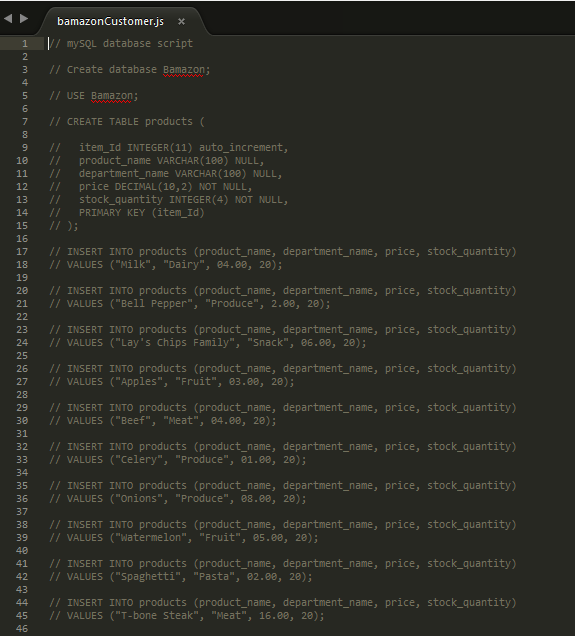 bamazonCustomer.js ×
1 // mySQL database script
2
3 // Create database Bamazon;
4
5 // USE Bamazon;
6
7 // CREATE TABLE products (
8
9 //   item_Id INTEGER(11) auto_increment,
10 //   product_name VARCHAR(100) NULL,
11 //   department_name VARCHAR(100) NULL,
12 //   price DECIMAL(10,2) NOT NULL,
13 //   stock_quantity INTEGER(4) NOT NULL,
14 //   PRIMARY KEY (item_Id)
15 // );
16
17 // INSERT INTO products (product_name, department_name, price, stock_quantity)
18 // VALUES ("Milk", "Dairy", 04.00, 20);
19
20 // INSERT INTO products (product_name, department_name, price, stock_quantity)
21 // VALUES ("Bell Pepper", "Produce", 2.00, 20);
22
23 // INSERT INTO products (product_name, department_name, price, stock_quantity)
24 // VALUES ("Lay's Chips Family", "Snack", 06.00, 20);
25
26 // INSERT INTO products (product_name, department_name, price, stock_quantity)
27 // VALUES ("Apples", "Fruit", 03.00, 20);
28
29 // INSERT INTO products (product_name, department_name, price, stock_quantity)
30 // VALUES ("Beef", "Meat", 04.00, 20);
31
32 // INSERT INTO products (product_name, department_name, price, stock_quantity)
33 // VALUES ("Celery", "Produce", 01.00, 20);
34
35 // INSERT INTO products (product_name, department_name, price, stock_quantity)
36 // VALUES ("Onions", "Produce", 08.00, 20);
37
38 // INSERT INTO products (product_name, department_name, price, stock_quantity)
39 // VALUES ("Watermelon", "Fruit", 05.00, 20);
40
41 // INSERT INTO products (product_name, department_name, price, stock_quantity)
42 // VALUES ("Spaghetti", "Pasta", 02.00, 20);
43
44 // INSERT INTO products (product_name, department_name, price, stock_quantity)
45 // VALUES ("T-bone Steak", "Meat", 16.00, 20);
46